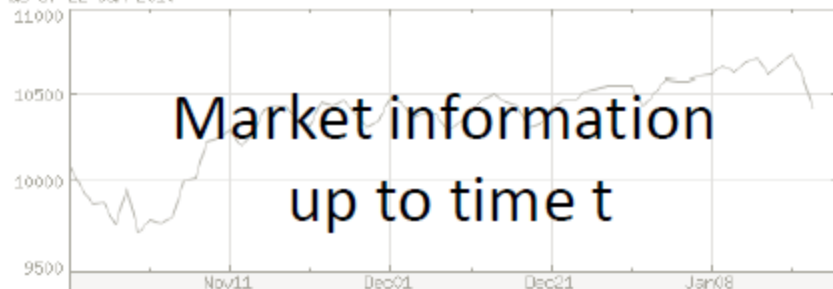 11000
10500
Market information
10000
up to time t
9500
Nov11 Dec01 Dec21 Jan08